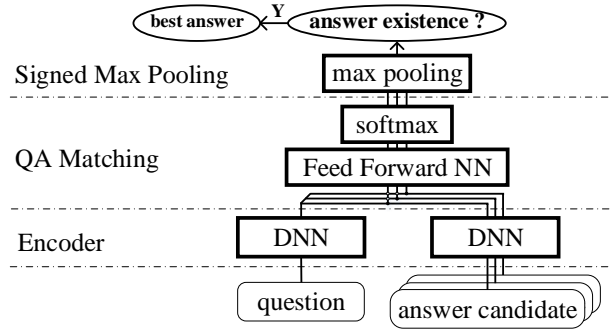 best answer
Y
answer existence ?
Signed Max Pooling
max pooling
softmax
QA Matching
Feed Forward NN
Encoder
DNN
DNN
question
answer candidate